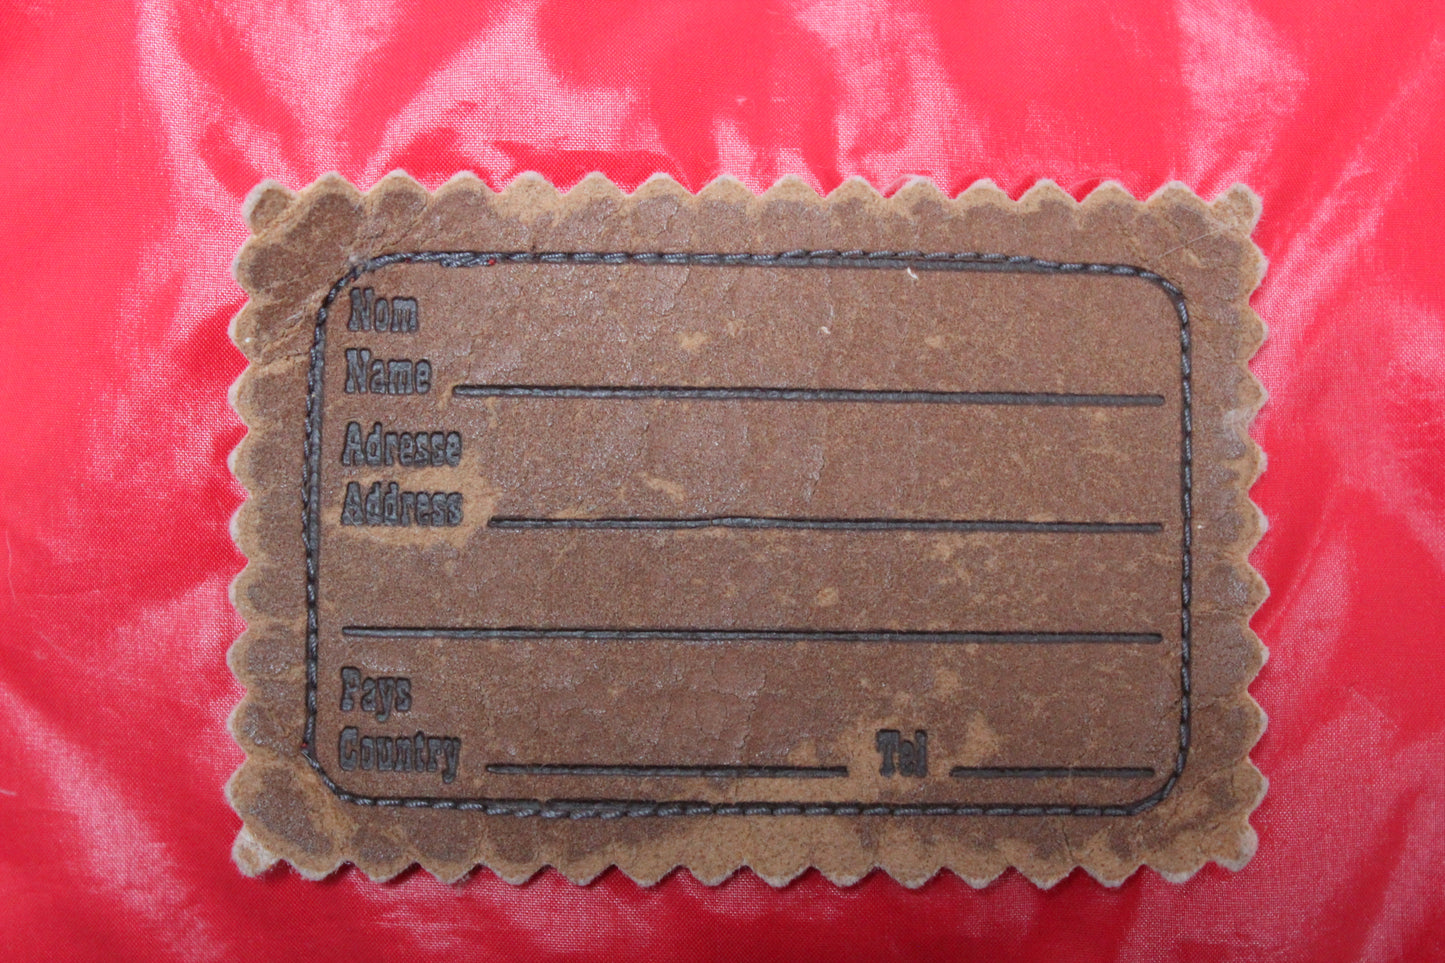 Nom
Name
Adresse
Address
Pays
Country Tel